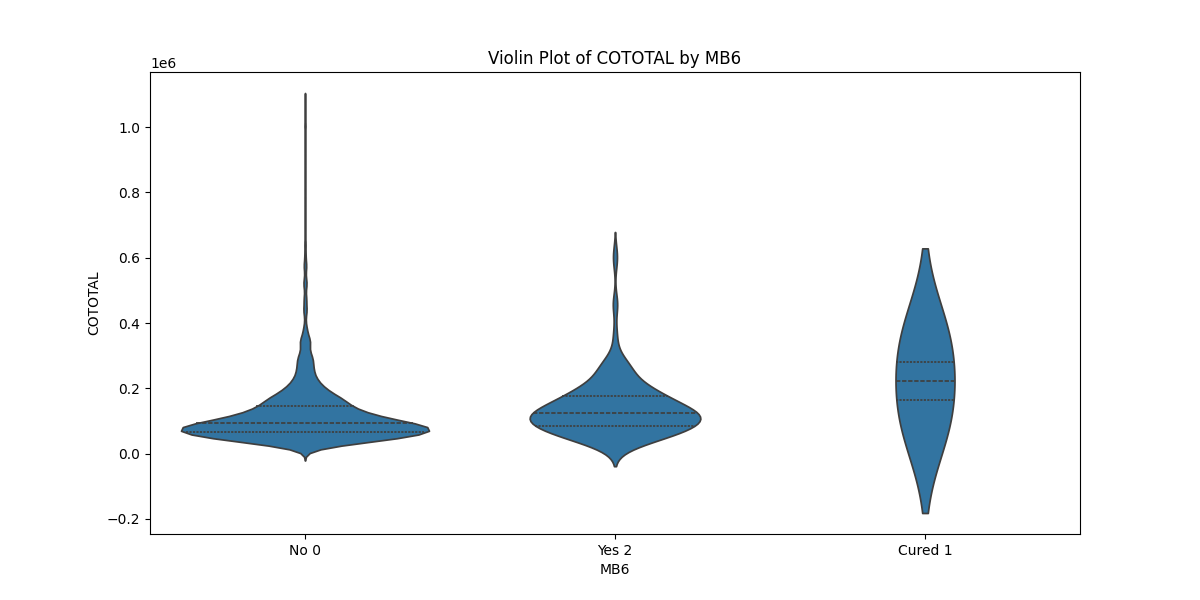 Violin Plot of COTOTAL by MB6
1e6
1.0
0.8
0.6
0.4
0.2
0.0
−0.2
COTOTAL
No 0
Yes 2
Cured 1
MB6